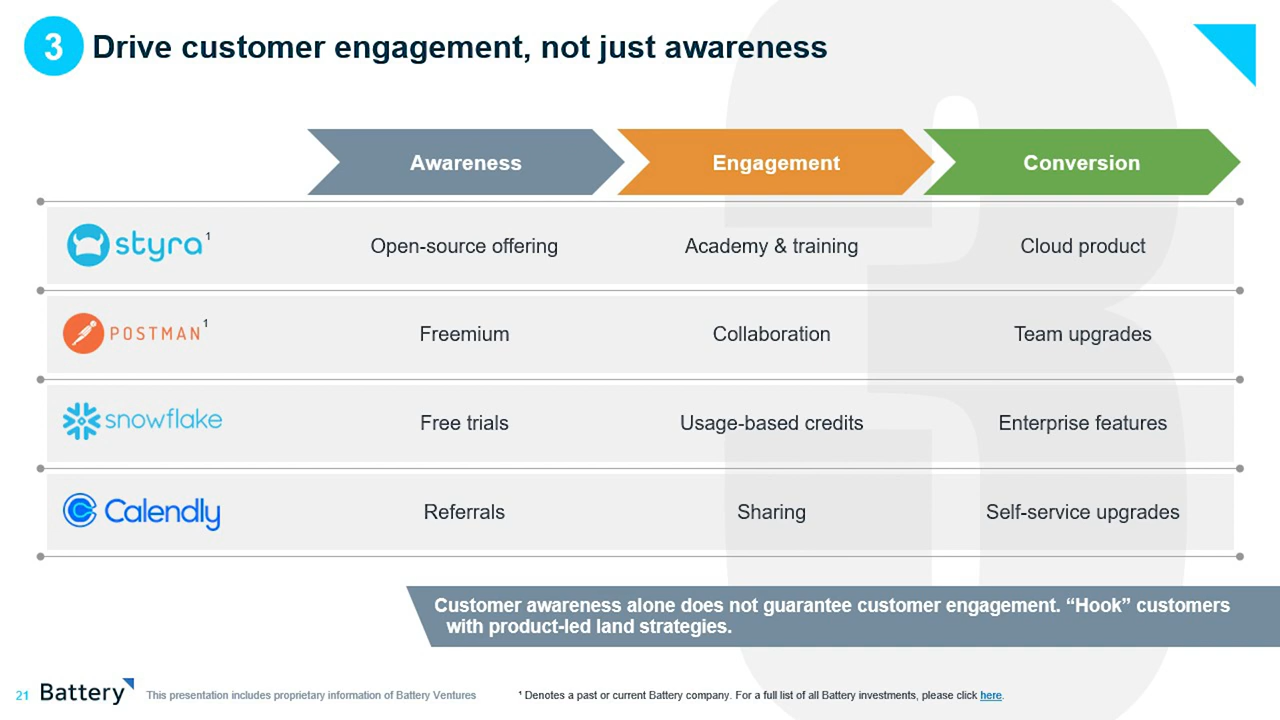 3 Drive customer engagement, not just awareness
Awareness Engagement Conversion
styra¹ Open-source offering Academy & training Cloud product
POSTMAN¹ Freemium Collaboration Team upgrades
snowflake Free trials Usage-based credits Enterprise features
Calendly Referrals Sharing Self-service upgrades
Customer awareness alone does not guarantee customer engagement. “Hook” customers
with product-led land strategies.
21 Battery This presentation includes proprietary information of Battery Ventures ¹ Denotes a past or current Battery company. For a full list of all Battery investments, please click here.